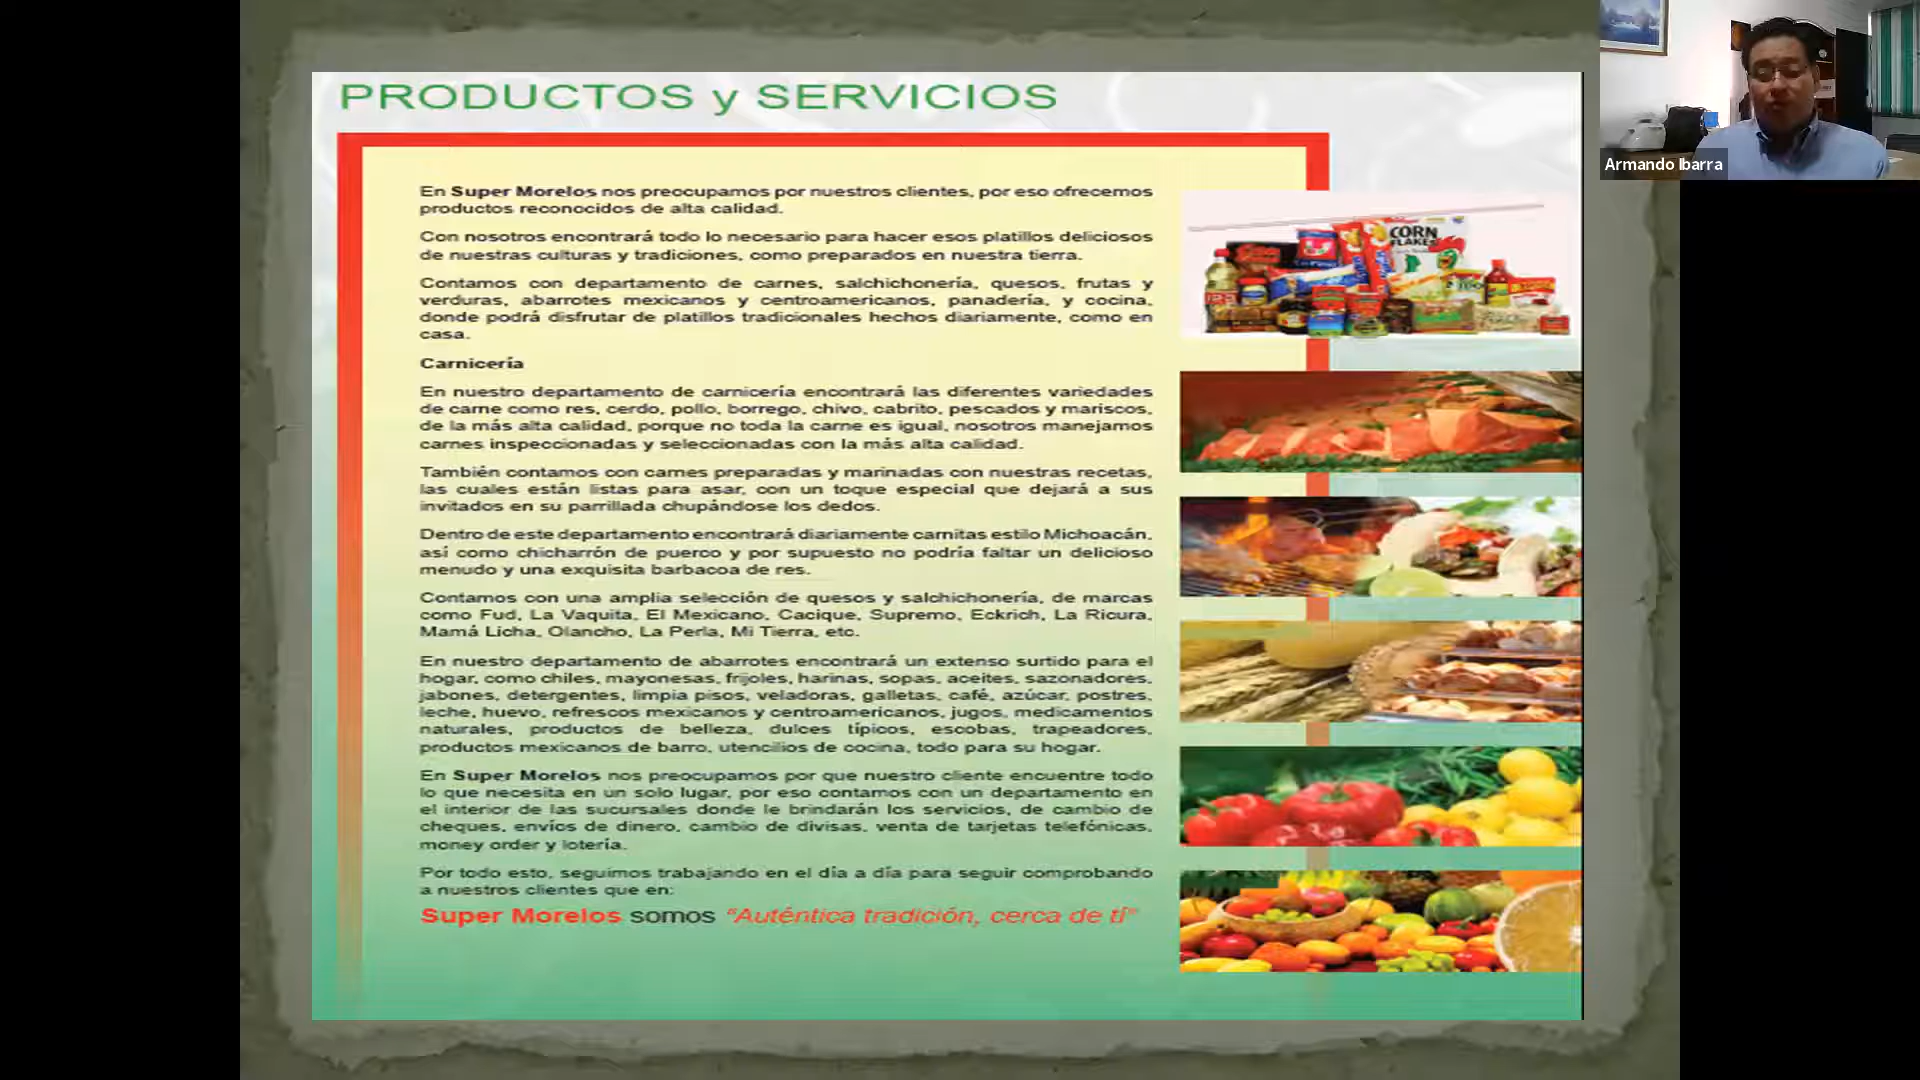 PRODUCTOS y SERVICIOS
En Super Morelos nos preocupamos por nuestros clientes, por eso ofrecemos
productos reconocidos de alta calidad.
Con nosotros encontrará todo lo necesario para hacer esos platillos deliciosos
de nuestras culturas y tradiciones, como preparados en nuestra tierra.
Contamos con departamento de carnes, salchichonería, quesos, frutas y
verduras, abarrotes mexicanos y centroamericanos, panadería, y cocina,
donde podrá disfrutar de platillos tradicionales hechos diariamente, como en
casa.
Carnicería
En nuestro departamento de carnicería encontrará las diferentes variedades
de carne como res, cerdo, pollo, borrego, chivo, cabrito, pescados y mariscos,
de la más alta calidad, porque no toda la carne es igual, nosotros manejamos
carnes inspeccionadas y seleccionadas con la más alta calidad.
También contamos con carnes preparadas y marinadas con nuestras recetas,
las cuales están listas para asar, con un toque especial que dejará a sus
invitados en su parrillada chupándose los dedos.
Dentro de este departamento encontrará diariamente carnitas estilo Michoacán,
así como chicharrón de puerco y por supuesto no podría faltar un delicioso
menudo y una exquisita barbacoa de res.
Contamos con una amplia selección de quesos y salchichonería, de marcas
como Fud, La Vaquita, El Mexicano, Cacique, Supremo, Eckrich, La Ricura,
Mamá Licha, Olancho, La Perla, Mi Tierra, etc.
En nuestro departamento de abarrotes encontrará un extenso surtido para el
hogar, como chiles, mayonesas, frijoles, harinas, sopas, aceites, sazonadores,
jabones, detergentes, limpia pisos, veladoras, galletas, café, azúcar, postres,
leche, huevo, refrescos mexicanos y centroamericanos, jugos, medicamentos
naturales, productos de belleza, dulces típicos, escobas, trapeadores,
productos mexicanos de barro, utencilios de cocina, todo para su hogar.
En Super Morelos nos preocupamos por que nuestro cliente encuentre todo
lo que necesita en un solo lugar, por eso contamos con un departamento en
el interior de las sucursales donde le brindarán los servicios, de cambio de
cheques, envíos de dinero, cambio de divisas, venta de tarjetas telefónicas,
money order y lotería.
Por todo esto, seguimos trabajando en el día a día para seguir comprobando
a nuestros clientes que en:
Super Morelos somos "Auténtica tradición, cerca de tí"
CORN
FLAKES
Armando Ibarra